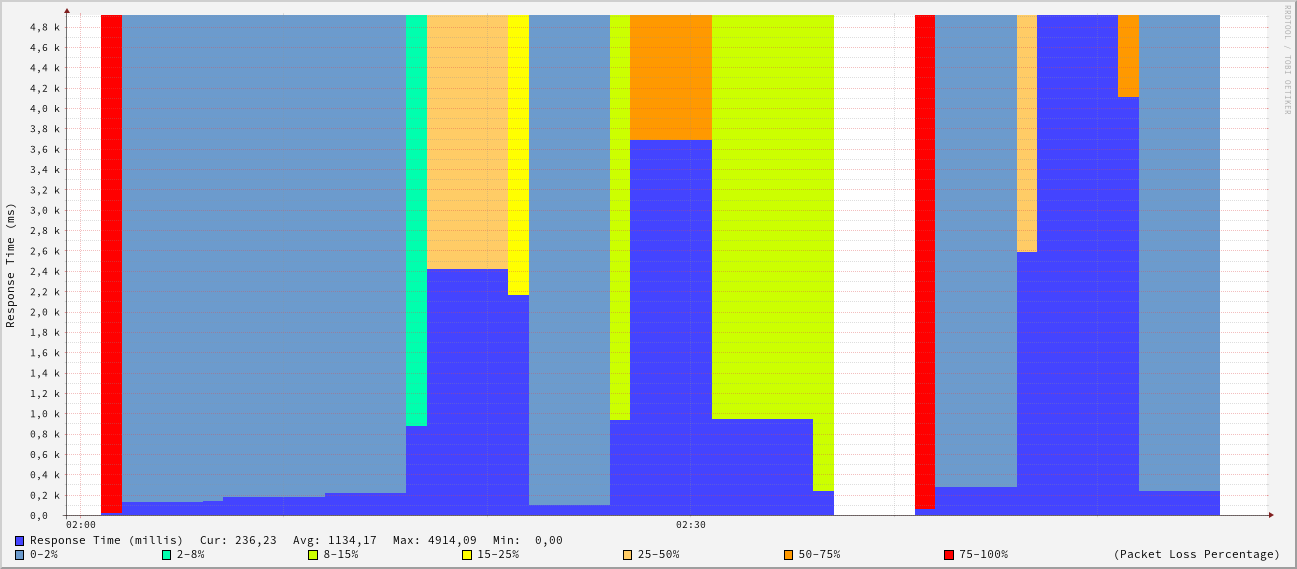 RRDTOOL / TOBI OETIKER
Response Time (ms)
4,8 k
4,6 k
4,4 k
4,2 k
4,0 k
3,8 k
3,6 k
3,4 k
3,2 k
3,0 k
2,8 k
2,6 k
2,4 k
2,2 k
2,0 k
1,8 k
1,6 k
1,4 k
1,2 k
1,0 k
0,8 k
0,6 k
0,4 k
0,2 k
0,0
02:00 02:30
Response Time (millis) Cur: 236,23 Avg: 1134,17 Max: 4914,09 Min: 0,00
0-2% 2-8% 8-15% 15-25% 25-50% 50-75% 75-100% (Packet Loss Percentage)